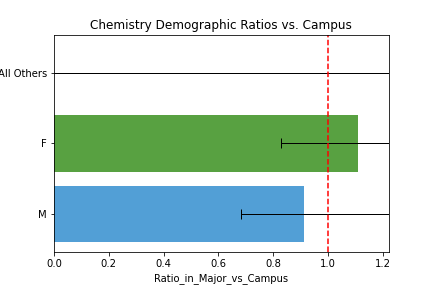 Chemistry Demographic Ratios vs. Campus
All Others
F
M
0.0 0.2 0.4 0.6 0.8 1.0 1.2
Ratio_in_Major_vs_Campus